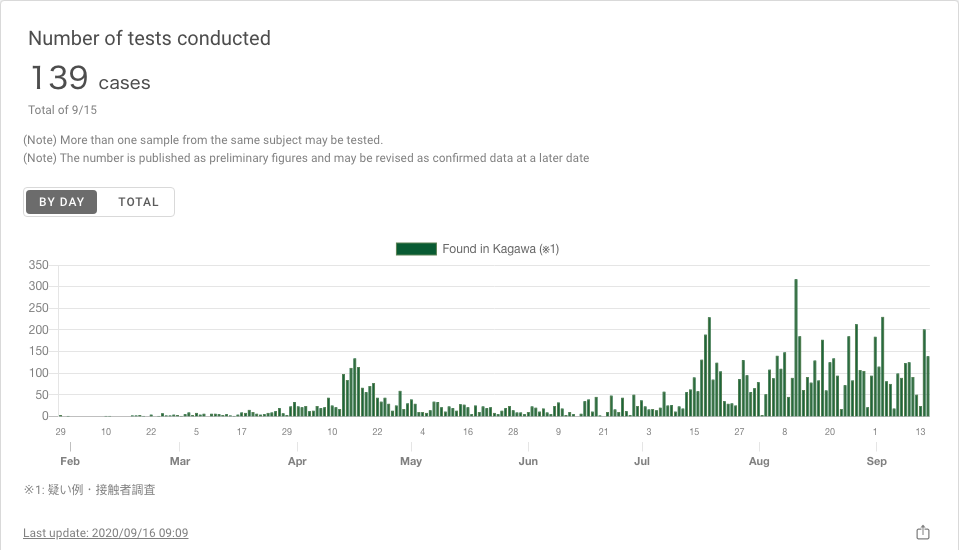 Number of tests conducted
139 cases
Total of 9/15
(Note) More than one sample from the same subject may be tested.
(Note) The number is published as preliminary figures and may be revised as confirmed data at a later date
BY DAY TOTAL
Found in Kagawa (※1)
350
300
250
200
150
100
50
0
29 10 22 5 17 29 10 22 4 16 28 9 21 3 15 27 8 20 1 13
Feb Mar Apr May Jun Jul Aug Sep
※1: 疑い例・接触者調査
Last update: 2020/09/16 09:09